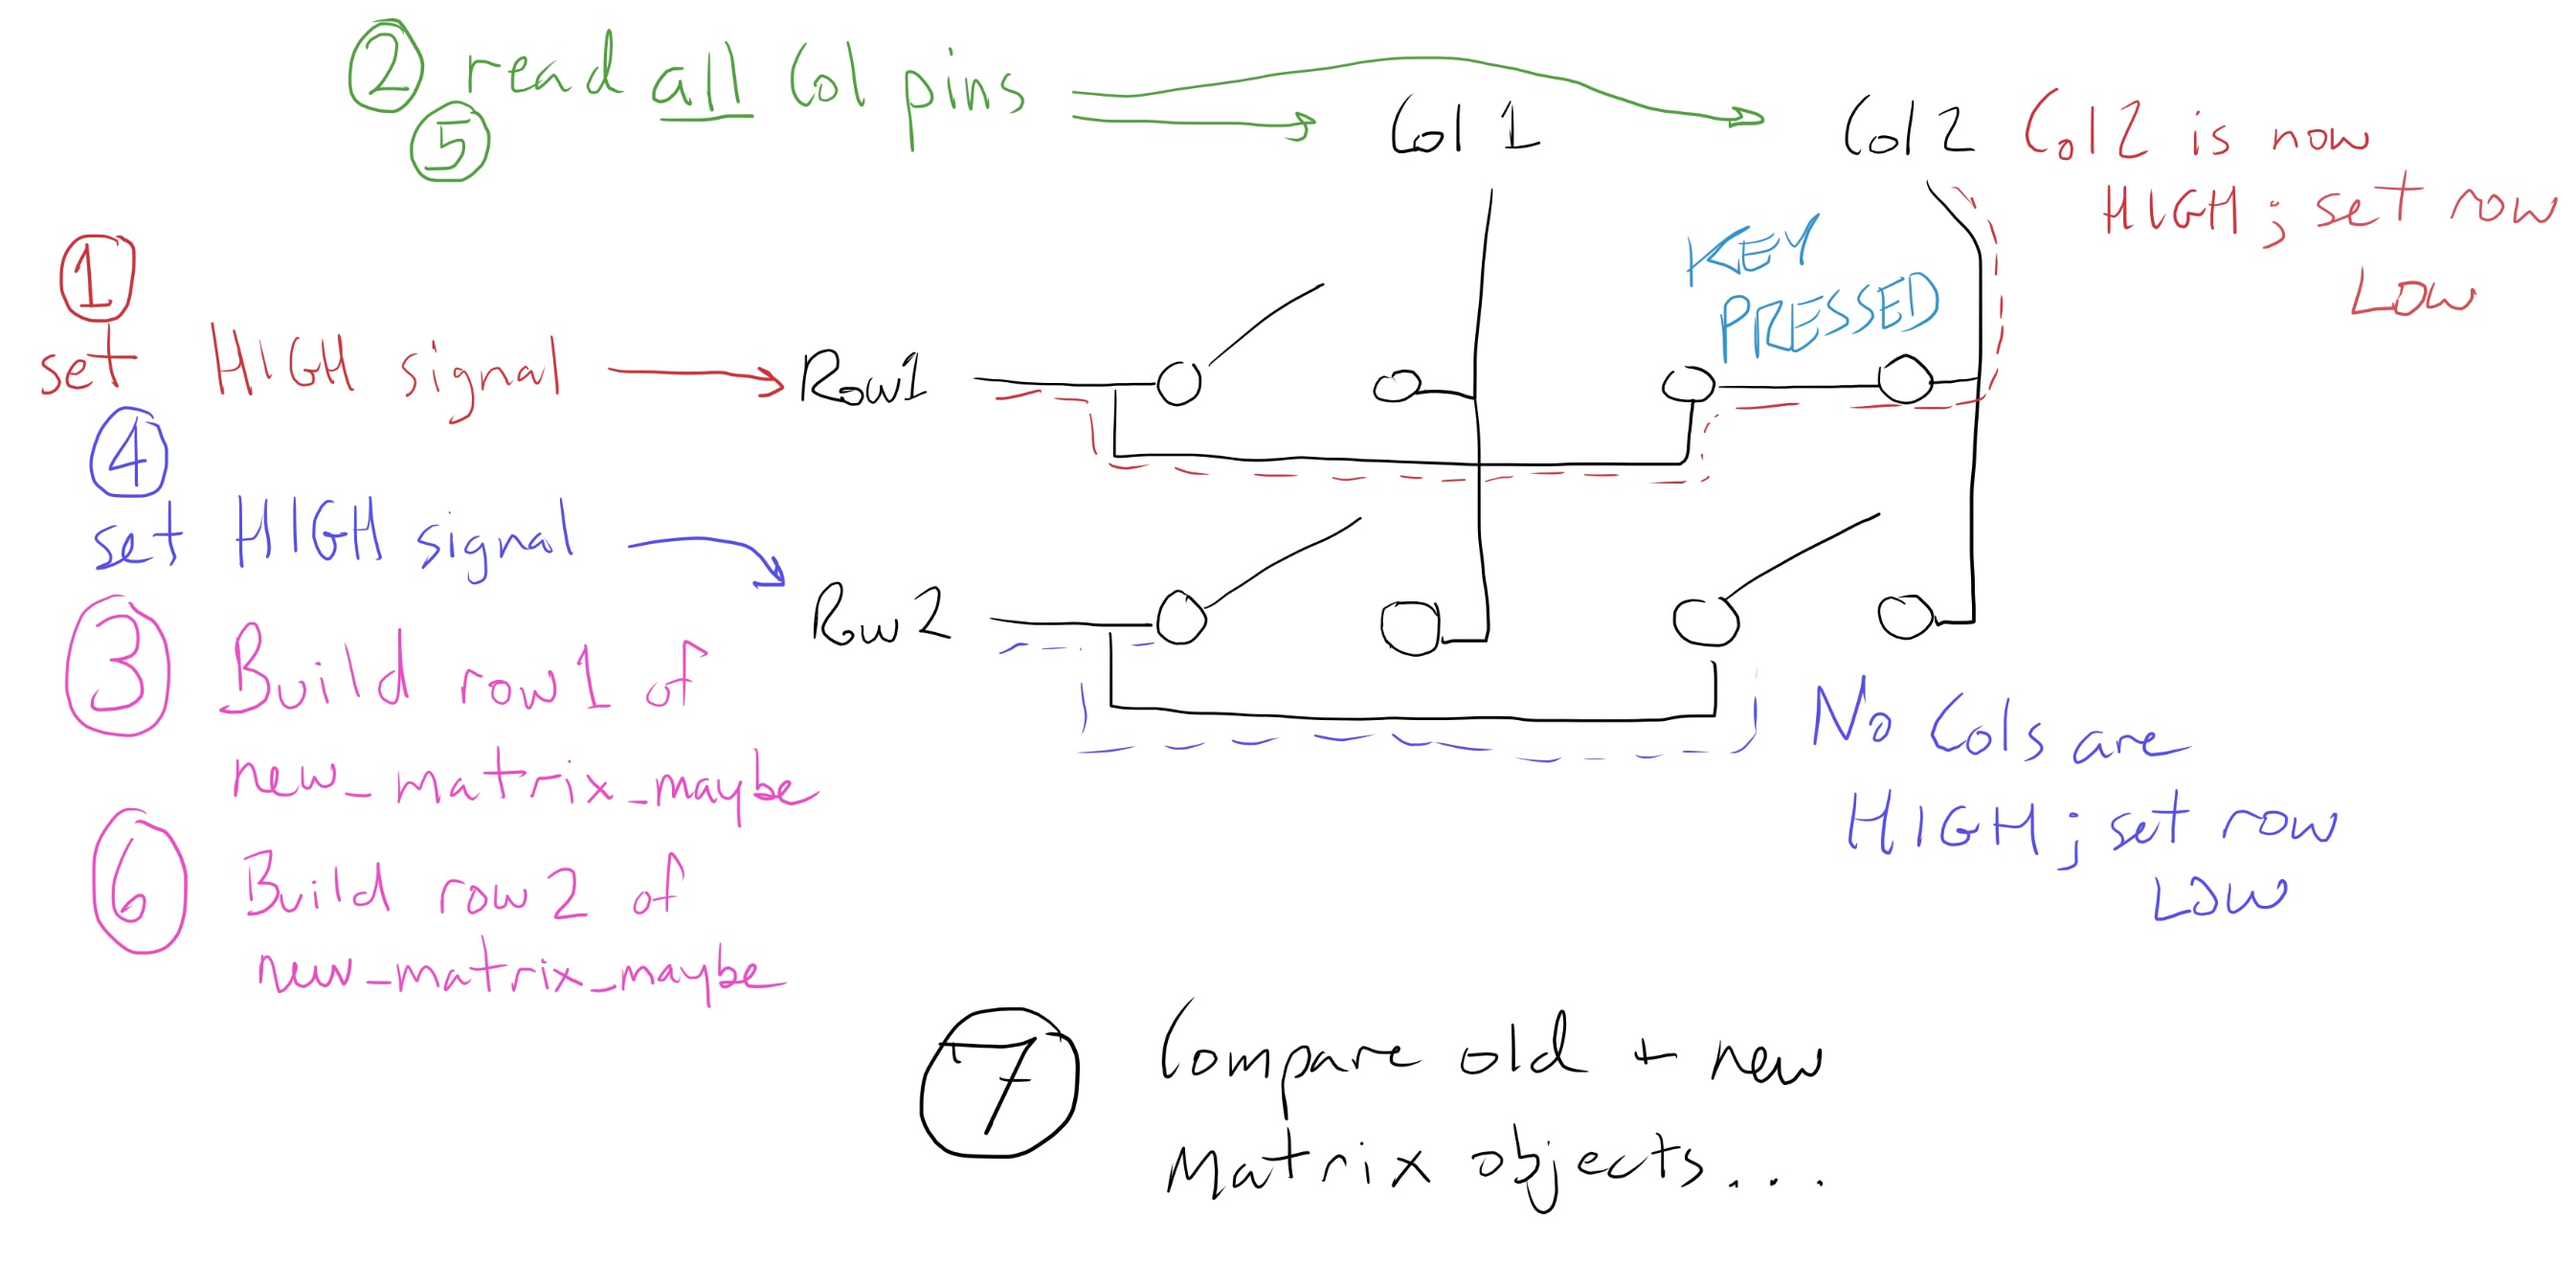 ② read all Col pins
⑤
Col 1
Col 2
Col 2 is now
HIGH; set row
LOW
KEY
PRESSED
①
set HIGH signal
Row1
④
set HIGH signal
Row 2
③ Build row 1 of
new_matrix_maybe
⑥ Build row 2 of
new_matrix_maybe
No Cols are
HIGH; set row
LOW
⑦ Compare old + new
Matrix objects...